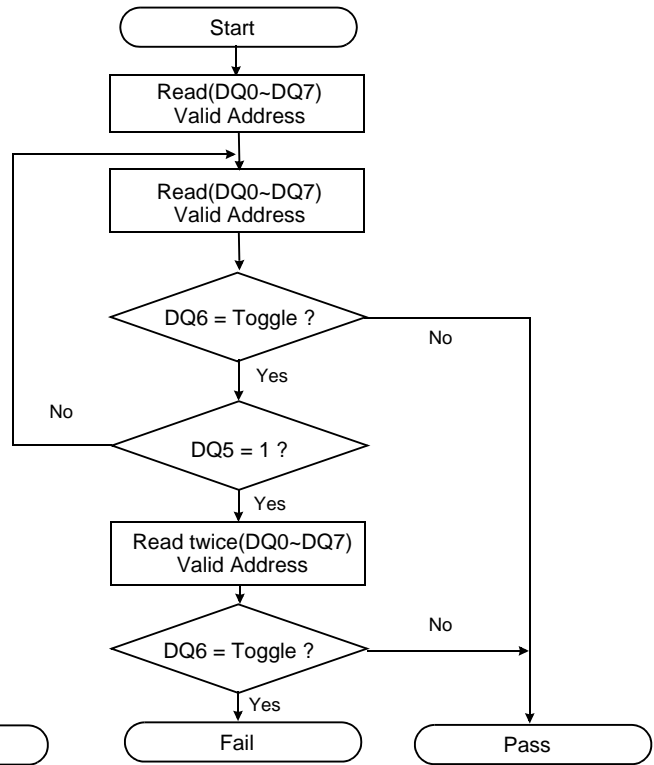 Start
Read(DQ0~DQ7)
Valid Address
Read(DQ0~DQ7)
Valid Address
DQ6 = Toggle ?
No
Yes
No
DQ5 = 1 ?
Yes
Read twice(DQ0~DQ7)
Valid Address
No
DQ6 = Toggle ?
Yes
Fail
Pass